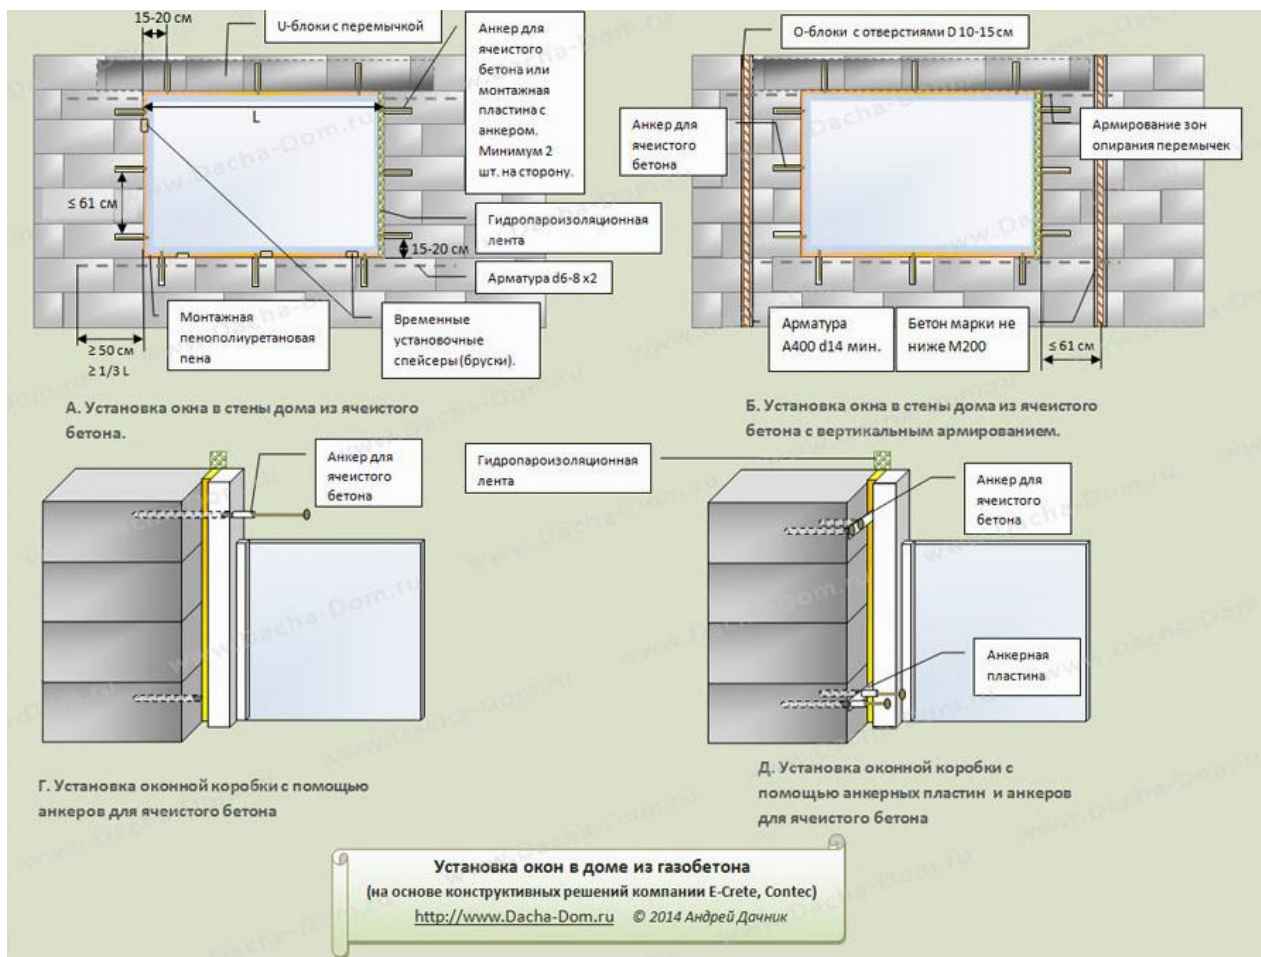 15-20 см
U-блоки с перемычкой
Анкер для
ячеистого
бетона или
монтажная
пластина с
анкером.
Минимум 2
шт. на сторону.
L
≤ 61 см
Гидропароизоляционная
лента
15-20 см
Арматура d6-8 x2
Монтажная
пенополиуретановая
пена
Временные
установочные
спейсеры (бруски).
≥ 50 см
≥ 1/3 L
А. Установка окна в стены дома из ячеистого
бетона.
О-блоки с отверстиями D 10-15 см
Анкер для
ячеистого
бетона
Армирование зон
опирания перемычек
Арматура
А400 d14 мин.
Бетон марки не
ниже М200
≤ 61 см
Б. Установка окна в стены дома из ячеистого
бетона с вертикальным армированием.
Анкер для
ячеистого
бетона
Г. Установка оконной коробки с помощью
анкеров для ячеистого бетона
Гидропароизоляционная
лента
Анкер для
ячеистого
бетона
Анкерная
пластина
Д. Установка оконной коробки с
помощью анкерных пластин и анкеров
для ячеистого бетона
Установка окон в доме из газобетона
(на основе конструктивных решений компании E-Crete, Contec)
http://www.Dacha-Dom.ru © 2014 Андрей Дачник
www.Dacha-Dom.ru